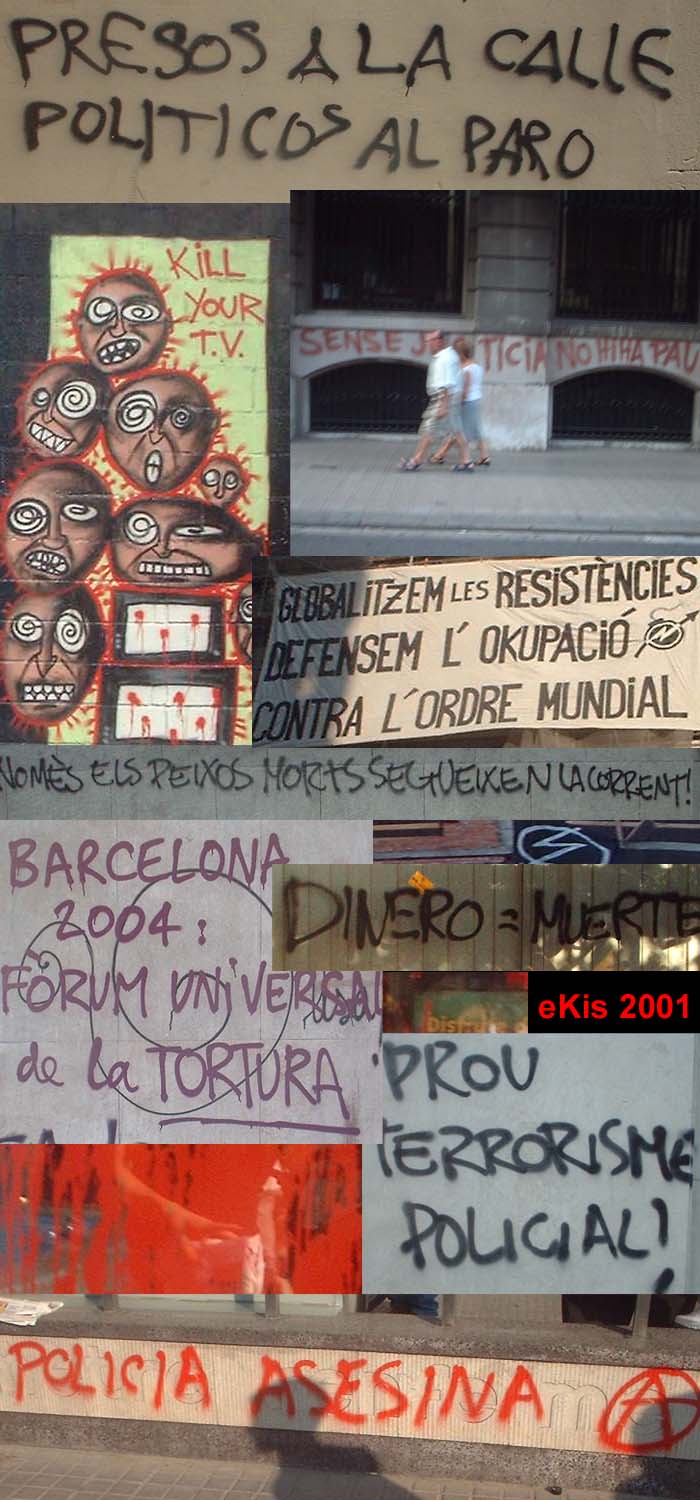 PRESOS A LA CALLE
POLITICOS AL PARO
KiLL
YOUR
T.V.
SENSE J TICIA NO HI HA PAU
GLOBALiTZEM LES RESiSTÈNCIES
DEFENSEM L´ OKUPACIÓ
CONTRA L´ORDRE MUNDiAL
NOMÈS ELS PEIXOS MORTS SEGUEIXEN LA CORRENT!
BARCELONA
2004 :
FÒRUM UNiVERSAL
de la TORTURA
DINERO = MUERTE
eKis 2001
PROU
TERRORISME
POLICIAL!
POLICIA ASESINA A